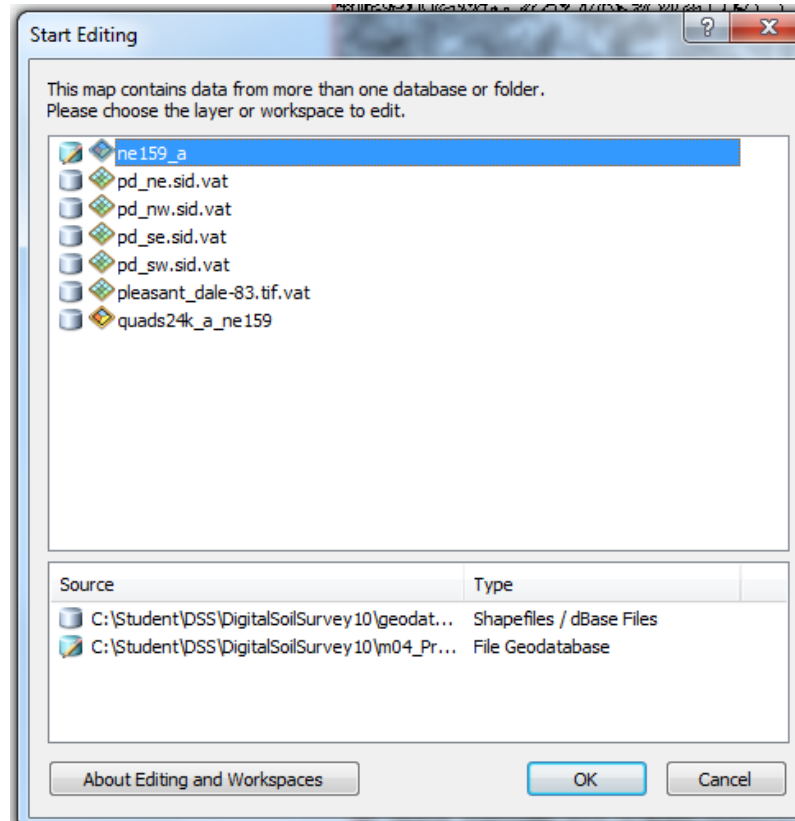 Start Editing
This map contains data from more than one database or folder.
Please choose the layer or workspace to edit.
ne159_a
pd_ne.sid.vat
pd_nw.sid.vat
pd_se.sid.vat
pd_sw.sid.vat
pleasant_dale-83.tif.vat
quads24k_a_ne159
Source Type
C:\Student\DSS\DigitalSoilSurvey10\geodat... Shapefiles / dBase Files
C:\Student\DSS\DigitalSoilSurvey10\m04_Pr... File Geodatabase
About Editing and Workspaces OK Cancel